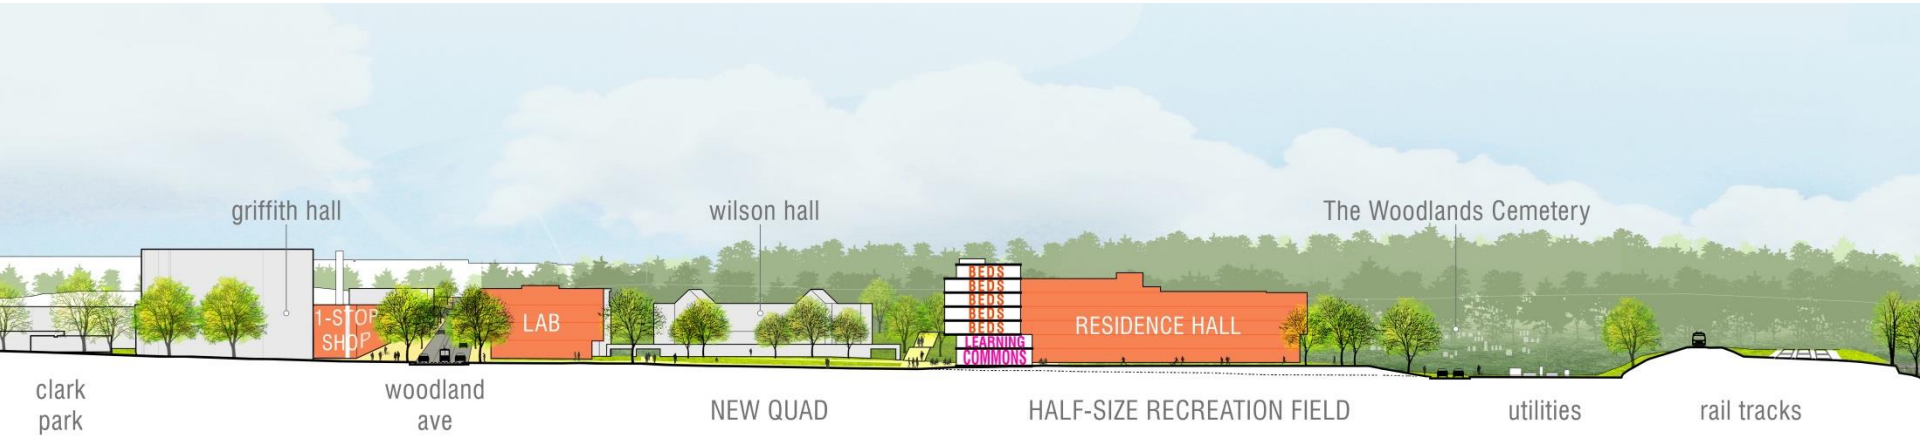 griffith hall
wilson hall
The Woodlands Cemetery
BEDS
BEDS
BEDS
BEDS
BEDS
LEARNING
COMMONS
1-STOP
SHOP
LAB
RESIDENCE HALL
clark
park
woodland
ave
NEW QUAD
HALF-SIZE RECREATION FIELD
utilities
rail tracks